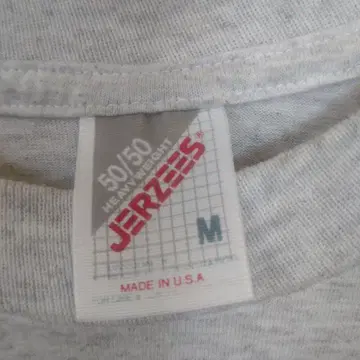 50/50
HEAVYWEIGHT
JERZEES®
M
MADE IN U.S.A